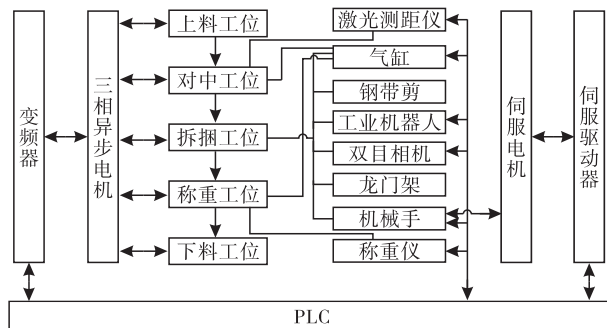 变频器
三相异步电机
上料工位
对中工位
拆捆工位
称重工位
下料工位
激光测距仪
气缸
钢带剪
工业机器人
双目相机
龙门架
机械手
称重仪
伺服电机
伺服驱动器
PLC